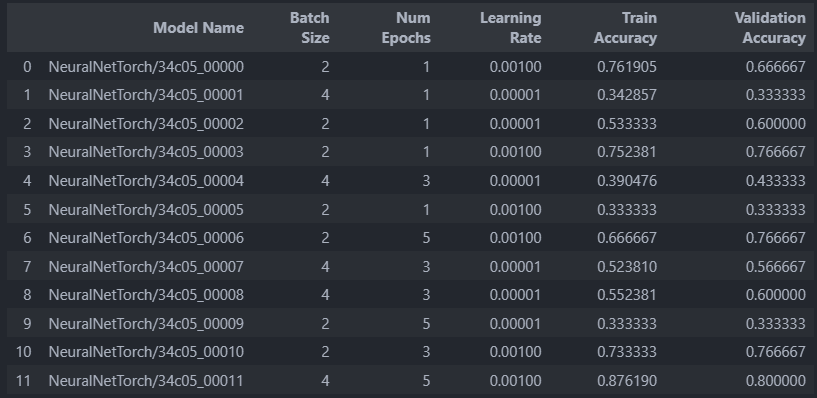 Model Name Batch Size Num Epochs Learning Rate Train Accuracy Validation Accuracy
0 NeuralNetTorch/34c05_00000 2 1 0.00100 0.761905 0.666667
1 NeuralNetTorch/34c05_00001 4 1 0.00001 0.342857 0.333333
2 NeuralNetTorch/34c05_00002 2 1 0.00001 0.533333 0.600000
3 NeuralNetTorch/34c05_00003 2 1 0.00100 0.752381 0.766667
4 NeuralNetTorch/34c05_00004 4 3 0.00001 0.390476 0.433333
5 NeuralNetTorch/34c05_00005 2 1 0.00100 0.333333 0.333333
6 NeuralNetTorch/34c05_00006 2 5 0.00100 0.666667 0.766667
7 NeuralNetTorch/34c05_00007 4 3 0.00001 0.523810 0.566667
8 NeuralNetTorch/34c05_00008 4 3 0.00001 0.552381 0.600000
9 NeuralNetTorch/34c05_00009 2 5 0.00001 0.333333 0.333333
10 NeuralNetTorch/34c05_00010 2 3 0.00100 0.733333 0.766667
11 NeuralNetTorch/34c05_00011 4 5 0.00100 0.876190 0.800000